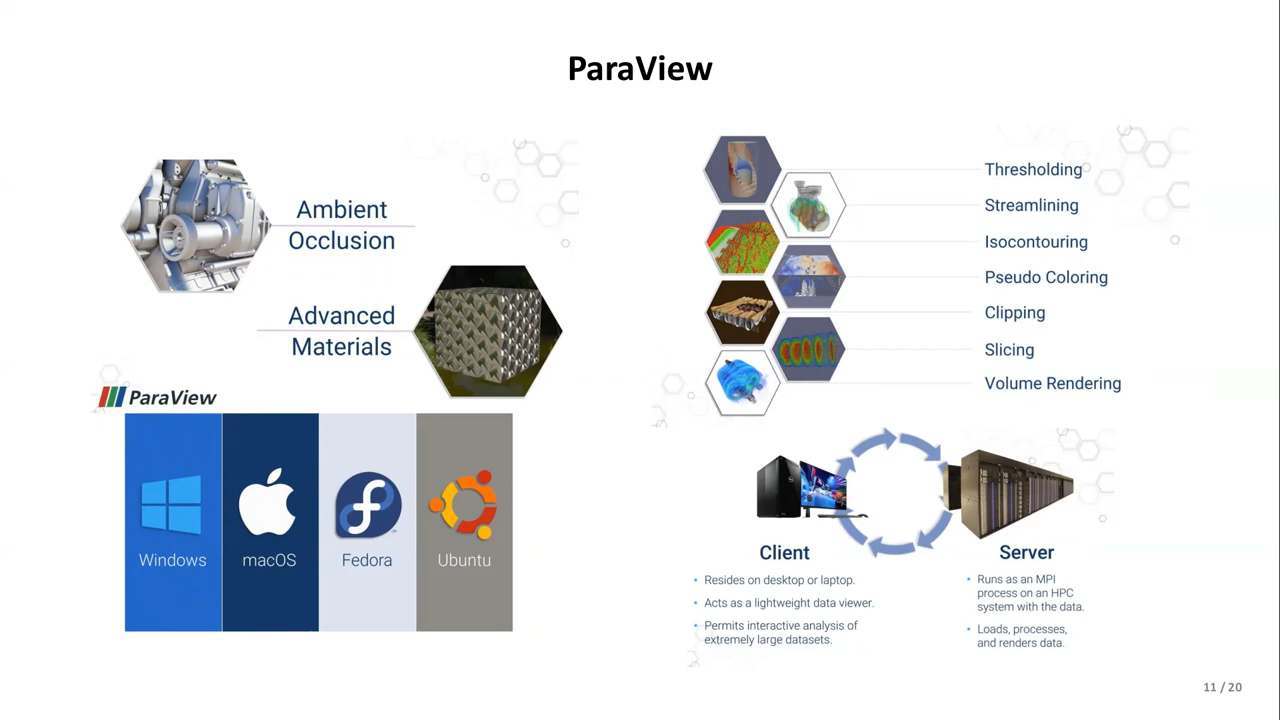 ParaView
Ambient
Occlusion
Advanced
Materials
ParaView
Windows
macOS
Fedora
Ubuntu
Thresholding
Streamlining
Isocontouring
Pseudo Coloring
Clipping
Slicing
Volume Rendering
Client
• Resides on desktop or laptop.
• Acts as a lightweight data viewer.
• Permits interactive analysis of
extremely large datasets.
Server
• Runs as an MPI
process on an HPC
system with the data.
• Loads, processes,
and renders data.
11 / 20